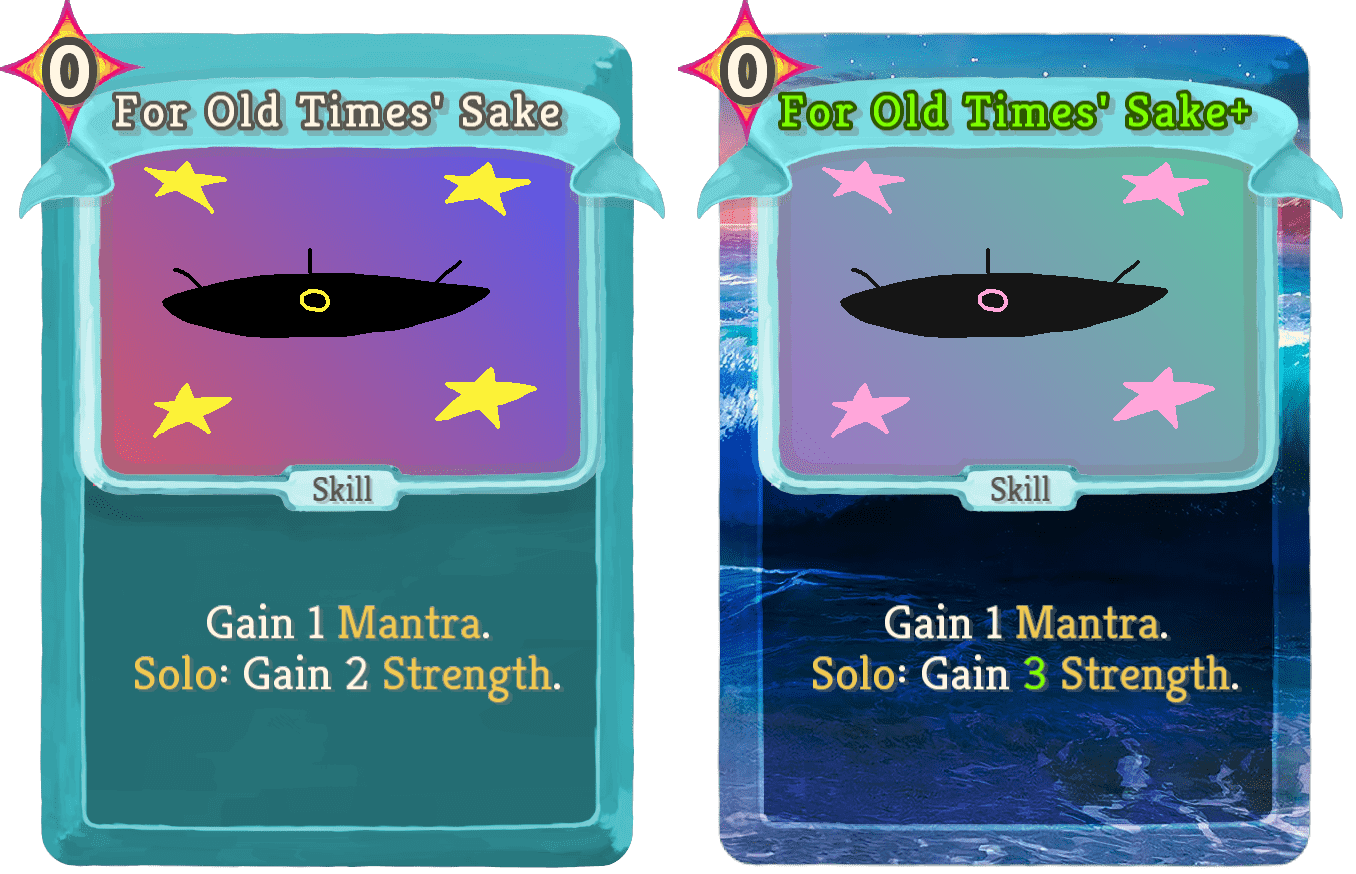 0
For Old Times' Sake
Skill
Gain 1 Mantra.
Solo: Gain 2 Strength.
0
For Old Times' Sake+
Skill
Gain 1 Mantra.
Solo: Gain 3 Strength.